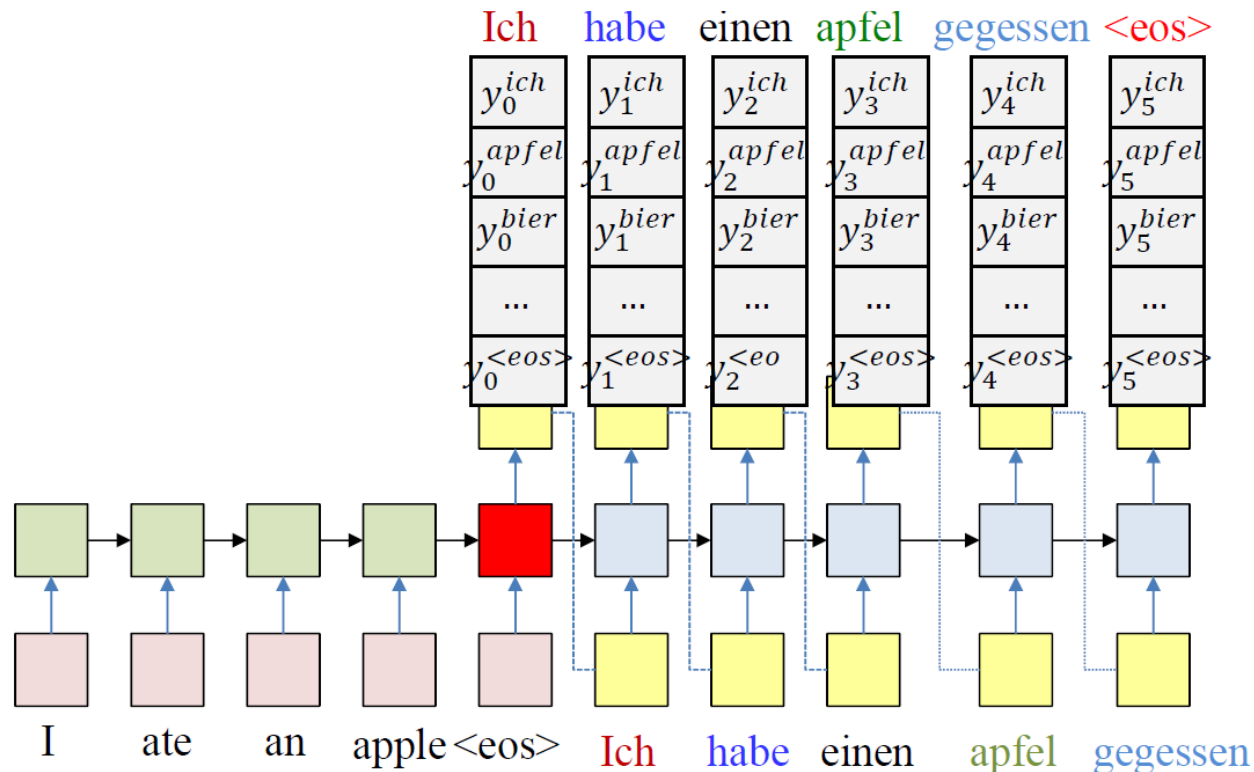 Ich habe einen apfel gegessen <eos>
y_0^{ich} y_1^{ich} y_2^{ich} y_3^{ich} y_4^{ich} y_5^{ich}
y_0^{apfel} y_1^{apfel} y_2^{apfel} y_3^{apfel} y_4^{apfel} y_5^{apfel}
y_0^{bier} y_1^{bier} y_2^{bier} y_3^{bier} y_4^{bier} y_5^{bier}
... ... ... ... ... ...
y_0^{<eos>} y_1^{<eos>} y_2^{<eo} y_3^{<eos>} y_4^{<eos>} y_5^{<eos>}
I ate an apple <eos> Ich habe einen apfel gegessen